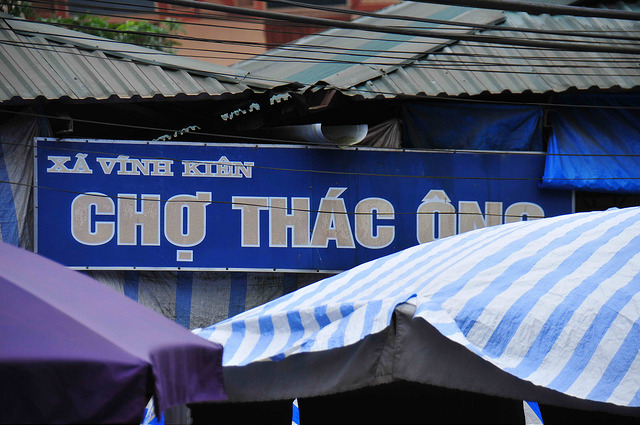 XÃ VĨNH KIÊN
CHỢ THÁC ÔNG